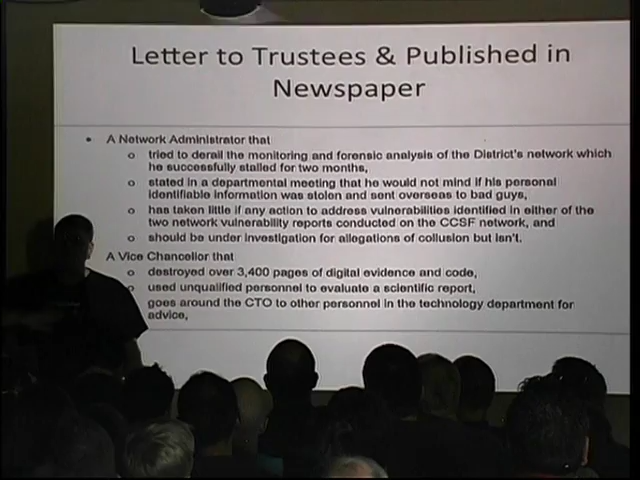 Letter to Trustees & Published in
Newspaper
• A Network Administrator that
o tried to derail the monitoring and forensic analysis of the District's network which
he successfully stalled for two months,
o stated in a departmental meeting that he would not mind if his personal
identifiable information was stolen and sent overseas to bad guys,
o has taken little if any action to address vulnerabilities identified in either of the
two network vulnerability reports conducted on the CCSF network, and
o should be under investigation for allegations of collusion but isn't.
A Vice Chancellor that
o destroyed over 3,400 pages of digital evidence and code,
o used unqualified personnel to evaluate a scientific report,
goes around the CTO to other personnel in the technology department for
advice,